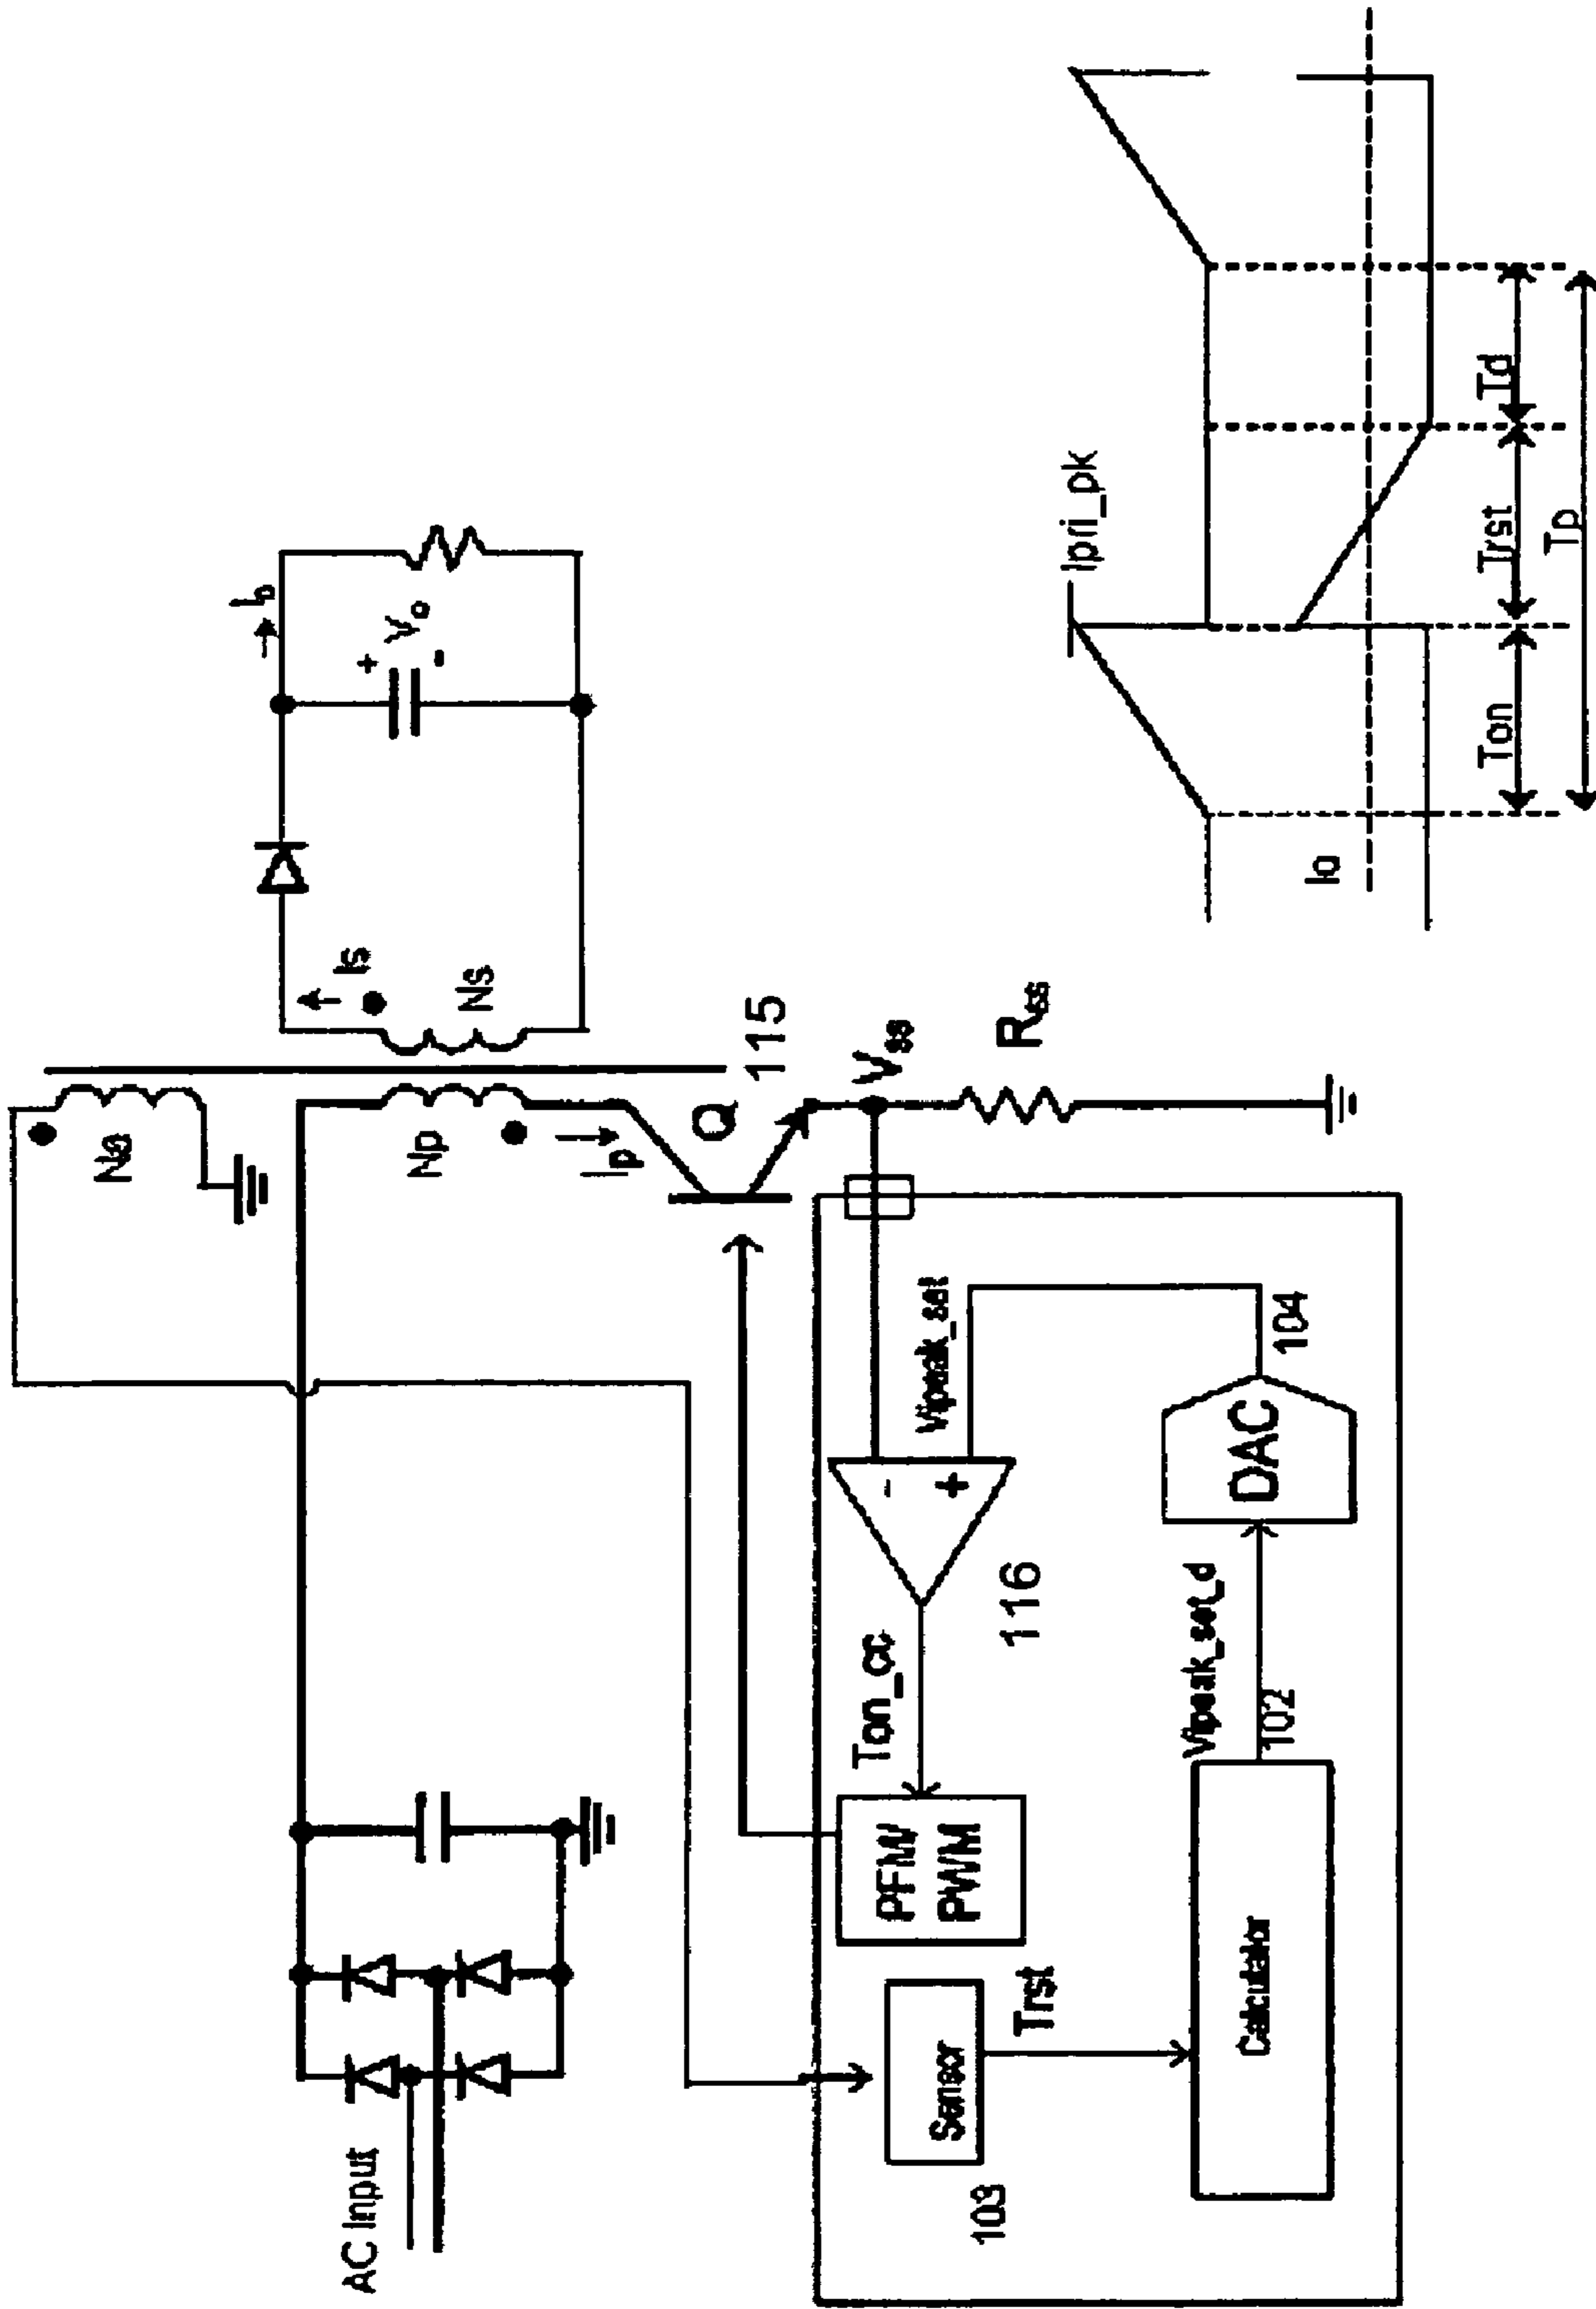 AC Input
Na
Np
Ip
Is
Ns
Io
+
Vo
-
Q
115
Vss
Rss
Sensor
103
Trst
PFM/
PWM
Ton_cc
-
+
116
Vipeak_set
Calculator
Vipeak_set_d
102
DAC
104
Ipri_pk
Io
Ton
Trst
Td
Tp